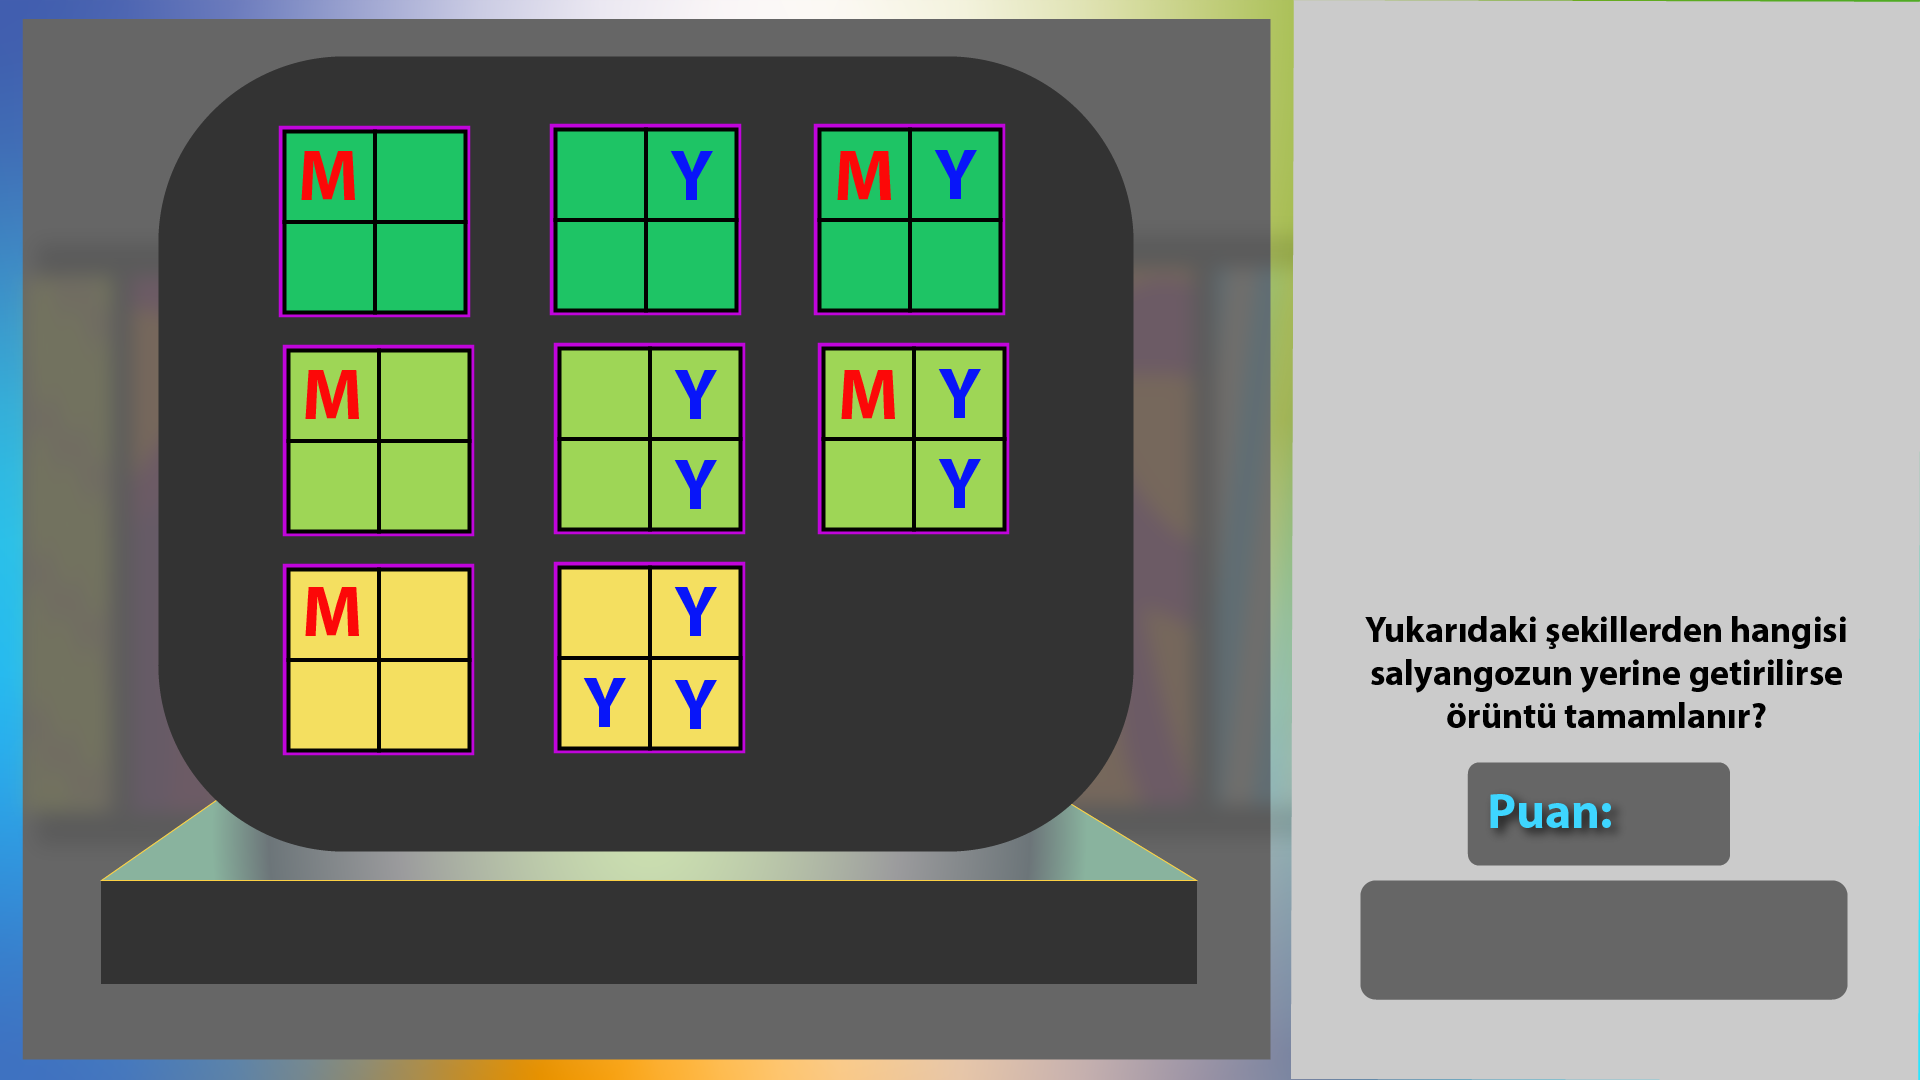 M Y M Y
M Y M Y
Y Y
M Y
Y Y
Yukarıdaki şekillerden hangisi
salyangozun yerine getirilirse
örüntü tamamlanır?
Puan: